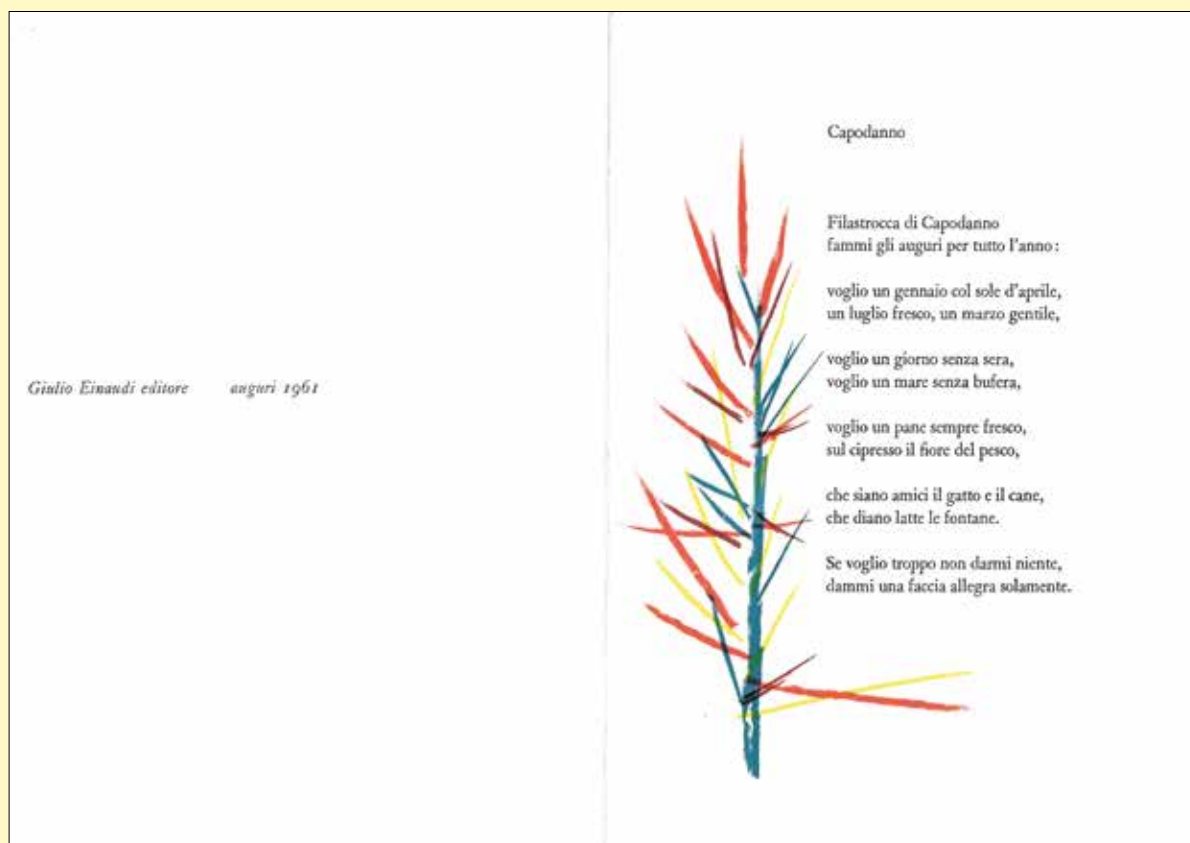 Giulio Einaudi editore auguri 1961
Capodanno
Filastrocca di Capodanno
fammi gli auguri per tutto l'anno:
voglio un gennaio col sole d'aprile,
un luglio fresco, un marzo gentile,
voglio un giorno senza sera,
voglio un mare senza bufera,
voglio un pane sempre fresco,
sul cipresso il fiore del pesco,
che siano amici il gatto e il cane,
che diano latte le fontane.
Se voglio troppo non darmi niente,
dammi una faccia allegra solamente.